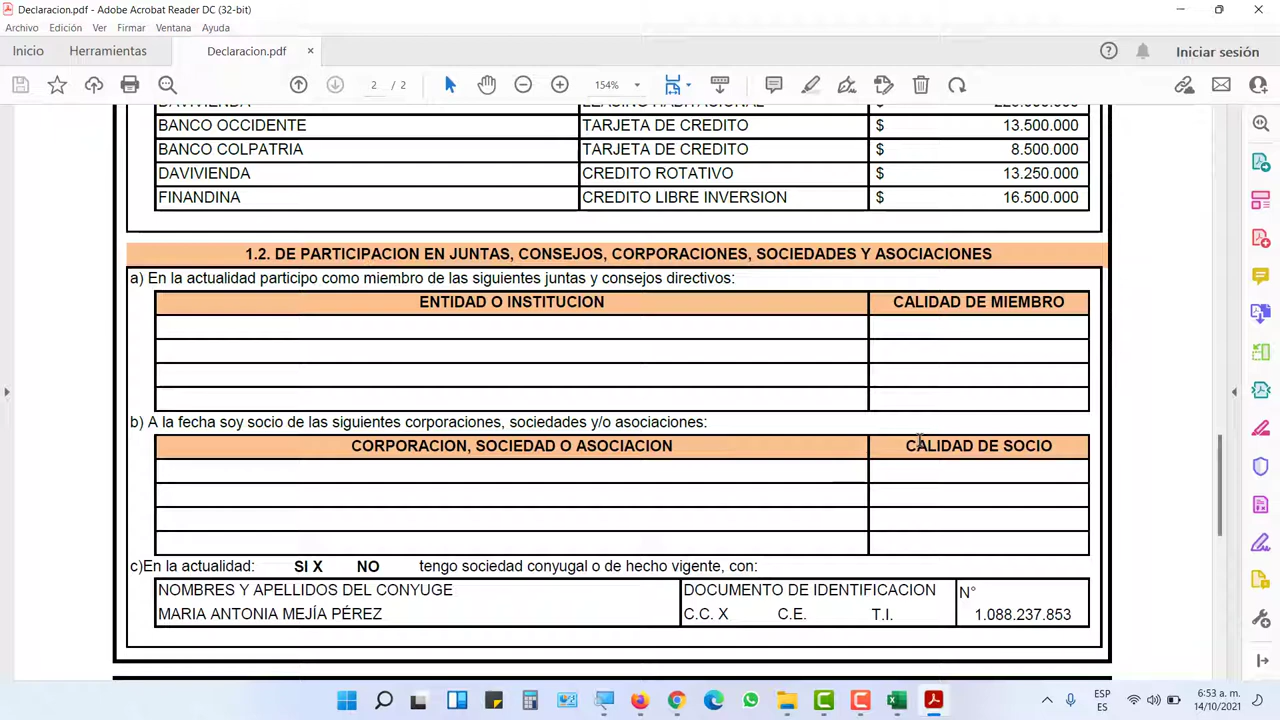 Declaracion.pdf - Adobe Acrobat Reader DC (32-bit)
Archivo Edición Ver Firmar Ventana Ayuda
Inicio Herramientas Declaracion.pdf × Iniciar sesión
2 / 2 154%
DAVIVIENDA LEASING HABITACIONAL $
BANCO OCCIDENTE TARJETA DE CREDITO $ 13.500.000
BANCO COLPATRIA TARJETA DE CREDITO $ 8.500.000
DAVIVIENDA CREDITO ROTATIVO $ 13.250.000
FINANDINA CREDITO LIBRE INVERSION $ 16.500.000
1.2. DE PARTICIPACION EN JUNTAS, CONSEJOS, CORPORACIONES, SOCIEDADES Y ASOCIACIONES
a) En la actualidad participo como miembro de las siguientes juntas y consejos directivos:
ENTIDAD O INSTITUCION CALIDAD DE MIEMBRO
b) A la fecha soy socio de las siguientes corporaciones, sociedades y/o asociaciones:
CORPORACION, SOCIEDAD O ASOCIACION CALIDAD DE SOCIO
c)En la actualidad: SI X NO tengo sociedad conyugal o de hecho vigente, con:
NOMBRES Y APELLIDOS DEL CONYUGE DOCUMENTO DE IDENTIFICACION N°
MARIA ANTONIA MEJÍA PÉREZ C.C. X C.E. T.I. 1.088.237.853
ESP
ES
:53 a. m.
14/10/2021